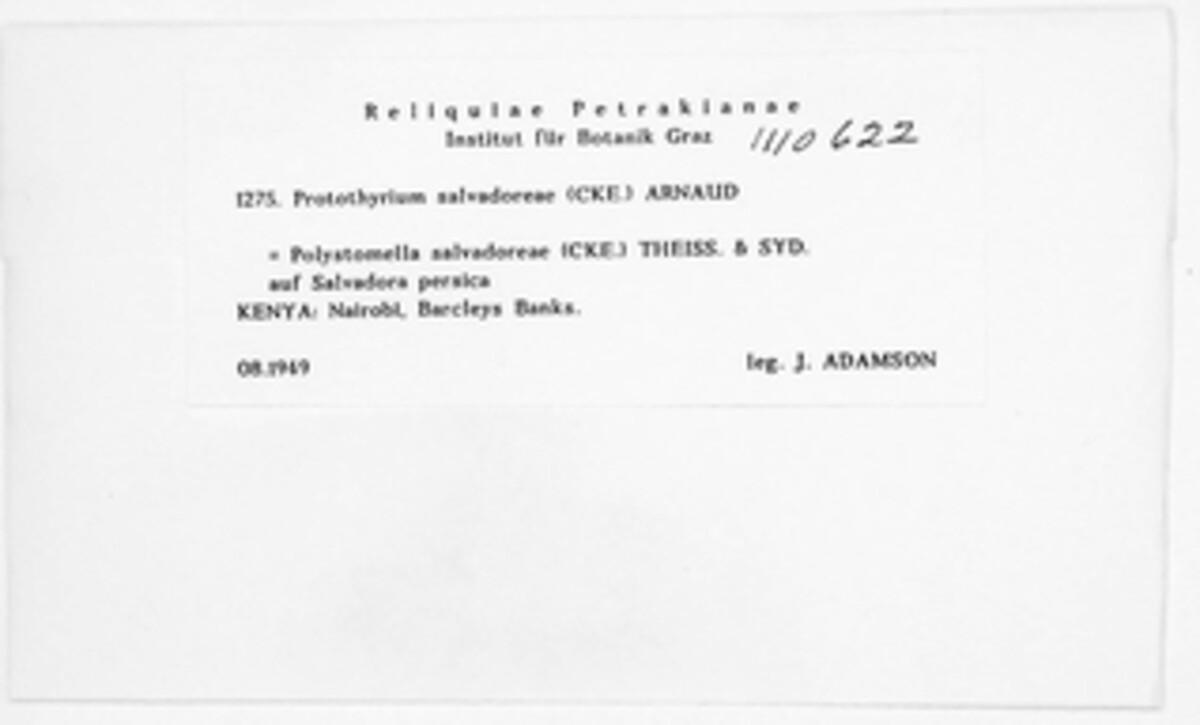 Reliquiae Petrakianae
Institut für Botanik Graz 1110622
1275. Protothyrium salvadoreae (CKE.) ARNAUD
= Polystomella salvadoreae (CKE.) THEISS. & SYD.
auf Salvadora persica
KENYA: Nairobi, Barcleys Banks.
08.1949 leg. J. ADAMSON